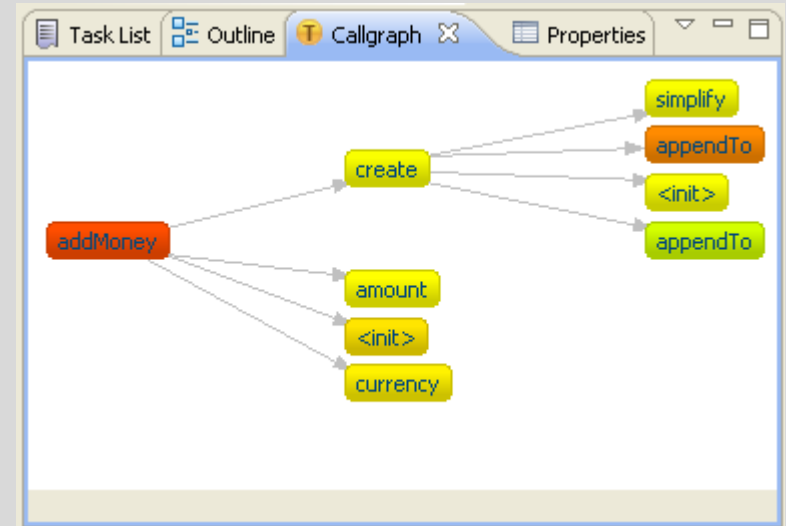 Task List Outline T Callgraph Properties
simplify
appendTo
create
<init>
addMoney
appendTo
amount
<init>
currency